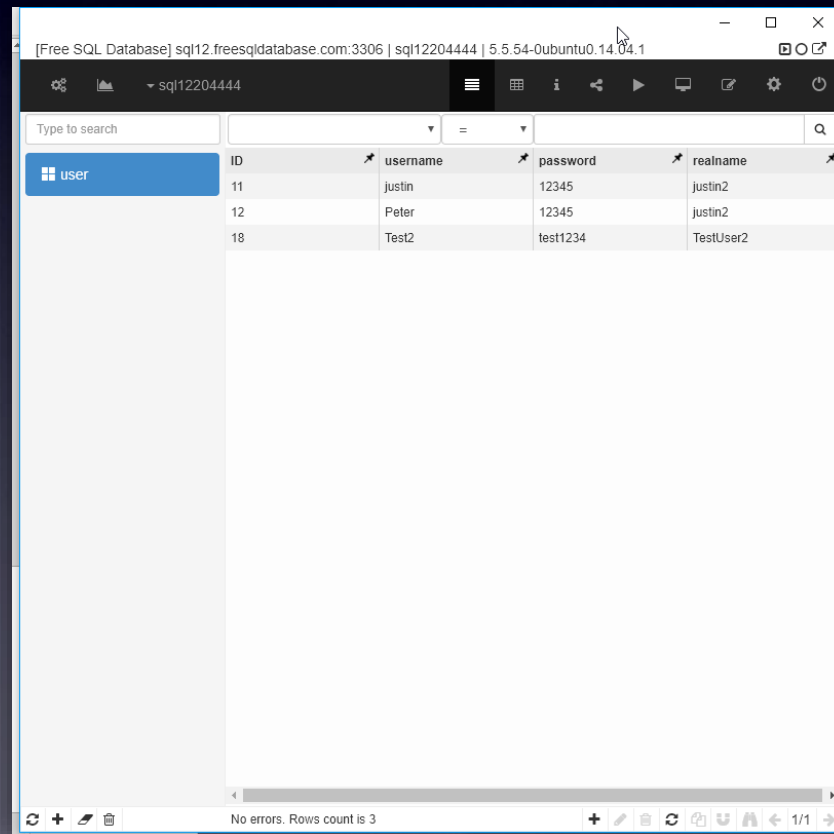 [Free SQL Database] sql12.freesqldatabase.com:3306 | sql12204444 | 5.5.54-0ubuntu0.14.04.1
sql12204444
Type to search
=
user
ID username password realname
11 justin 12345 justin2
12 Peter 12345 justin2
18 Test2 test1234 TestUser2
No errors. Rows count is 3
1/1